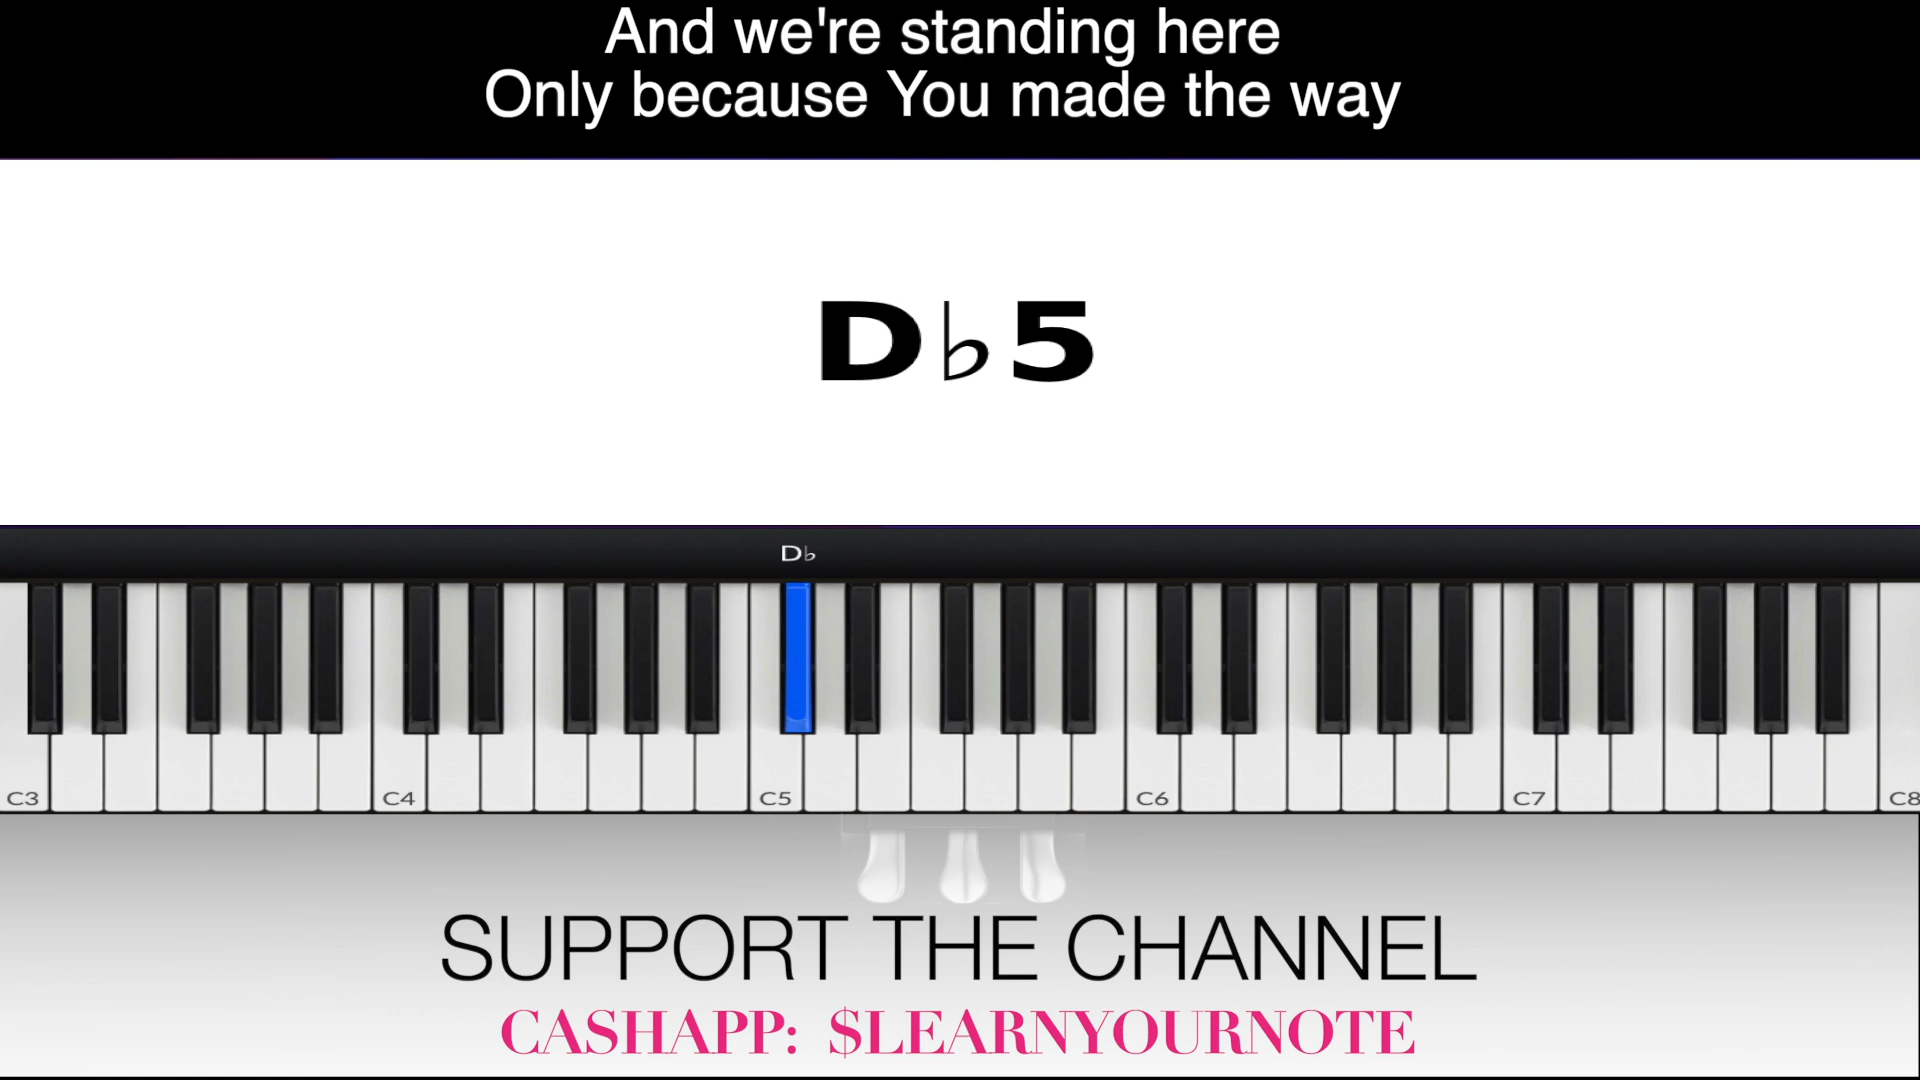 And we're standing here
Only because You made the way
D♭5
D♭
C3 C4 C5 C6 C7 C8
SUPPORT THE CHANNEL
CASHAPP: $LEARNYOURNOTE